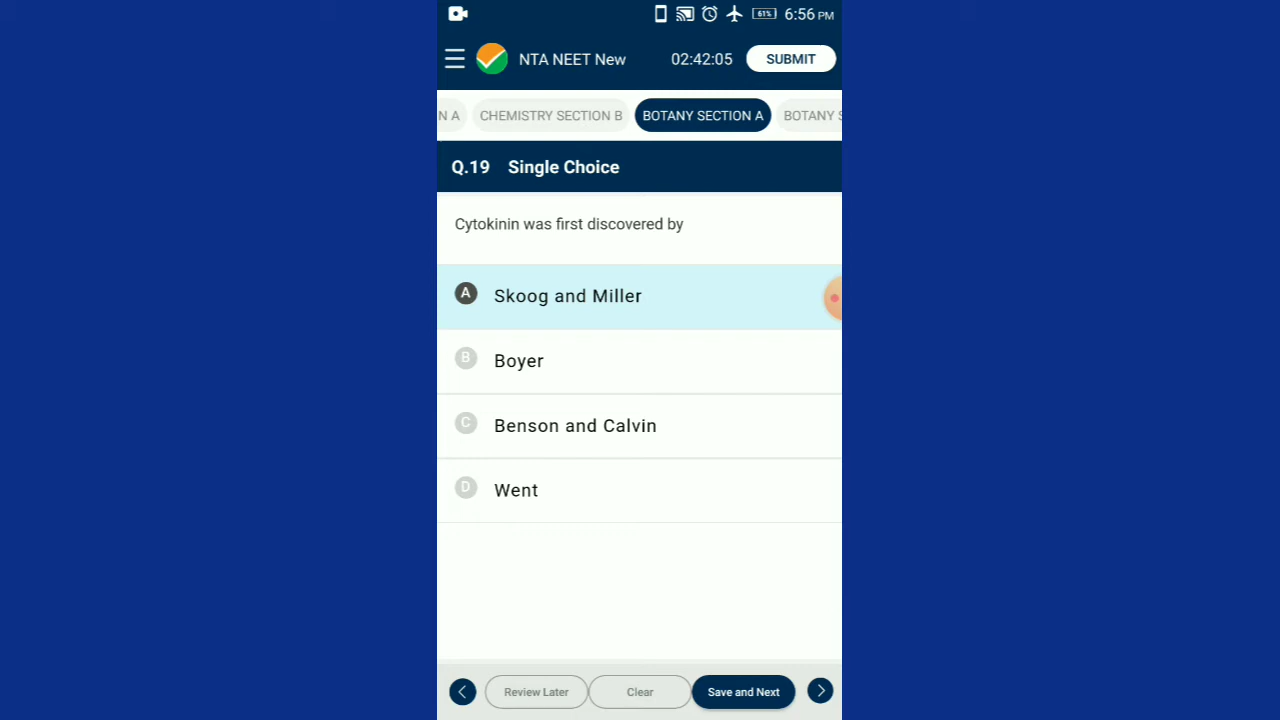 61% 6:56 PM
NTA NEET New 02:42:05 SUBMIT
N A CHEMISTRY SECTION B BOTANY SECTION A BOTANY S
Q.19 Single Choice
Cytokinin was first discovered by
A Skoog and Miller
B Boyer
C Benson and Calvin
D Went
Review Later Clear Save and Next